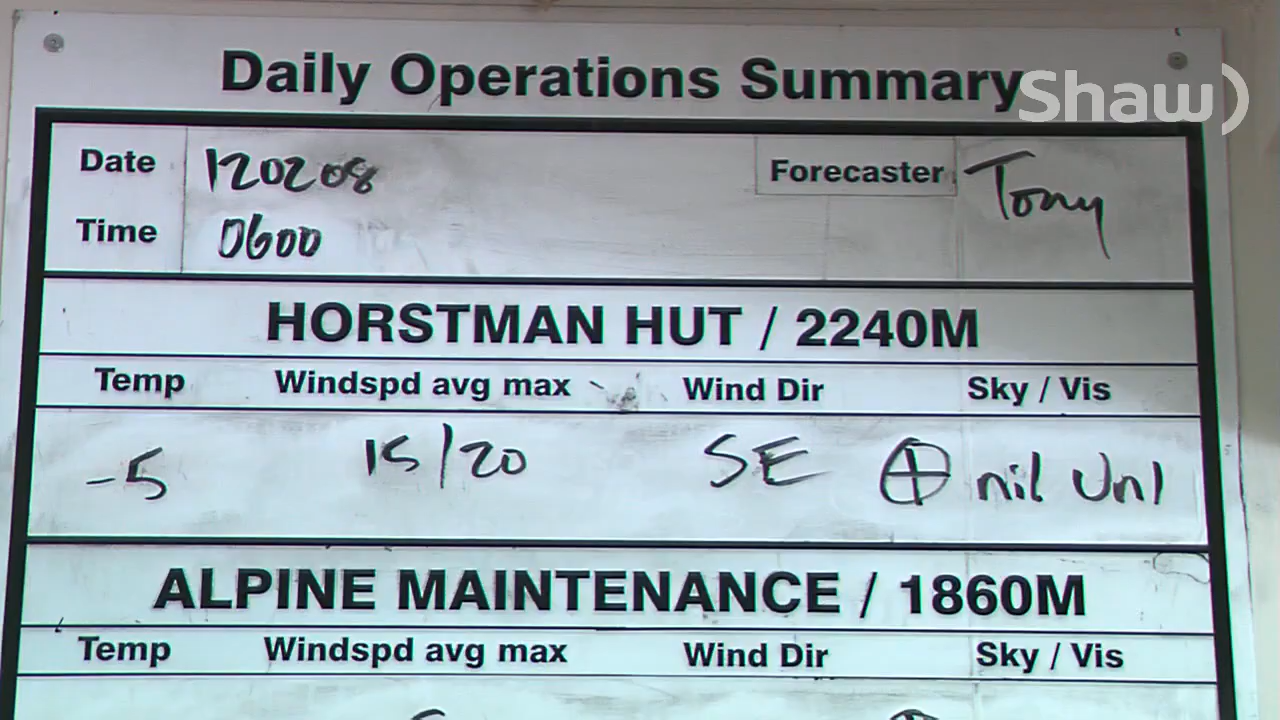 Daily Operations Summary
Shaw)
Date 120208 Forecaster Tony
Time 0600
HORSTMAN HUT / 2240M
Temp Windspd avg max Wind Dir Sky / Vis
-5 15/20 SE ⊕ nil Unl
ALPINE MAINTENANCE / 1860M
Temp Windspd avg max Wind Dir Sky / Vis